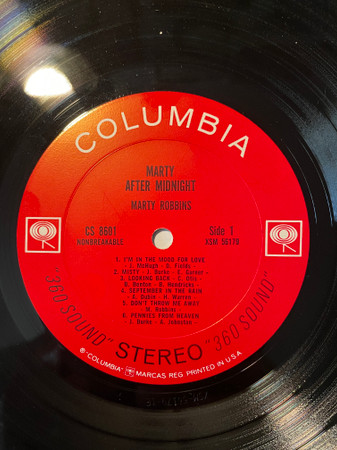 COLUMBIA
MARTY
AFTER MIDNIGHT
MARTY ROBBINS
CS 8601
NONBREAKABLE
Side 1
XSM 56170
1. I'M IN THE MOOD FOR LOVE
J. McHugh - D. Fields
2. MISTY - J. Burke - E. Garner
3. LOOKING BACK - C. Otis -
B. Benton - B. Hendricks
4. SEPTEMBER IN THE RAIN
A. Dubin - H. Warren
5. DON'T THROW ME AWAY
M. Robbins
6. PENNIES FROM HEAVEN
J. Burke - A. Johnston
"360 SOUND" STEREO "360 SOUND"
® "COLUMBIA" MARCAS REG. PRINTED IN U.S.A.